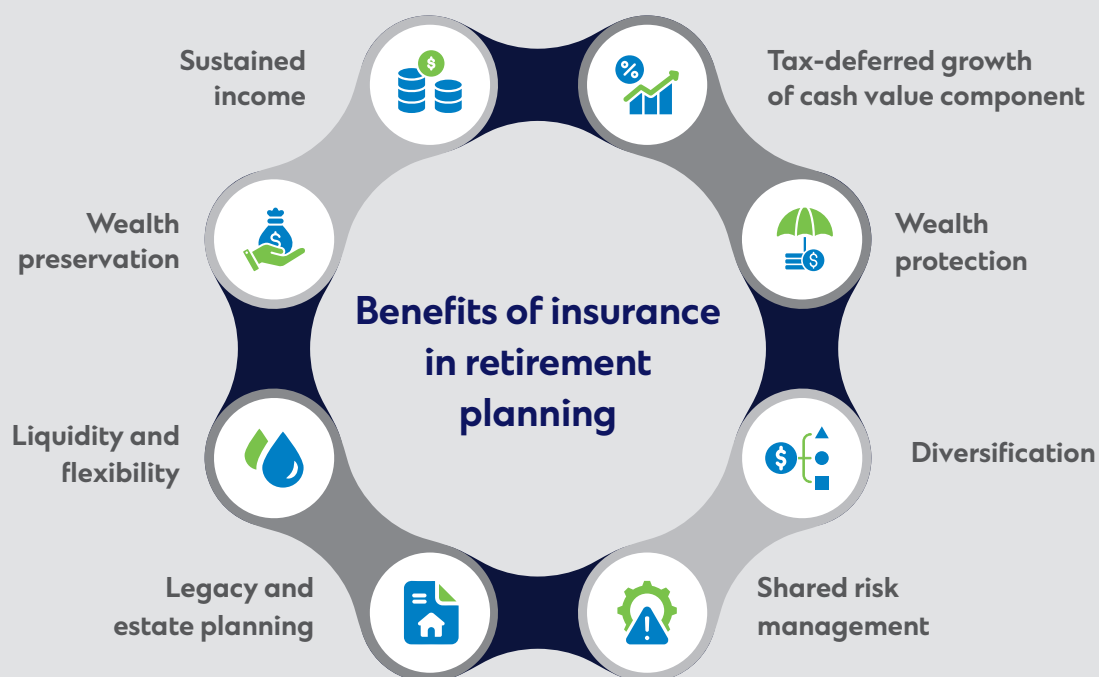 Sustained
income
Tax-deferred growth
of cash value component
Wealth
preservation
Wealth
protection
Benefits of insurance
in retirement
planning
Liquidity and
flexibility
Diversification
Legacy and
estate planning
Shared risk
management
$
%
$
$
$
!